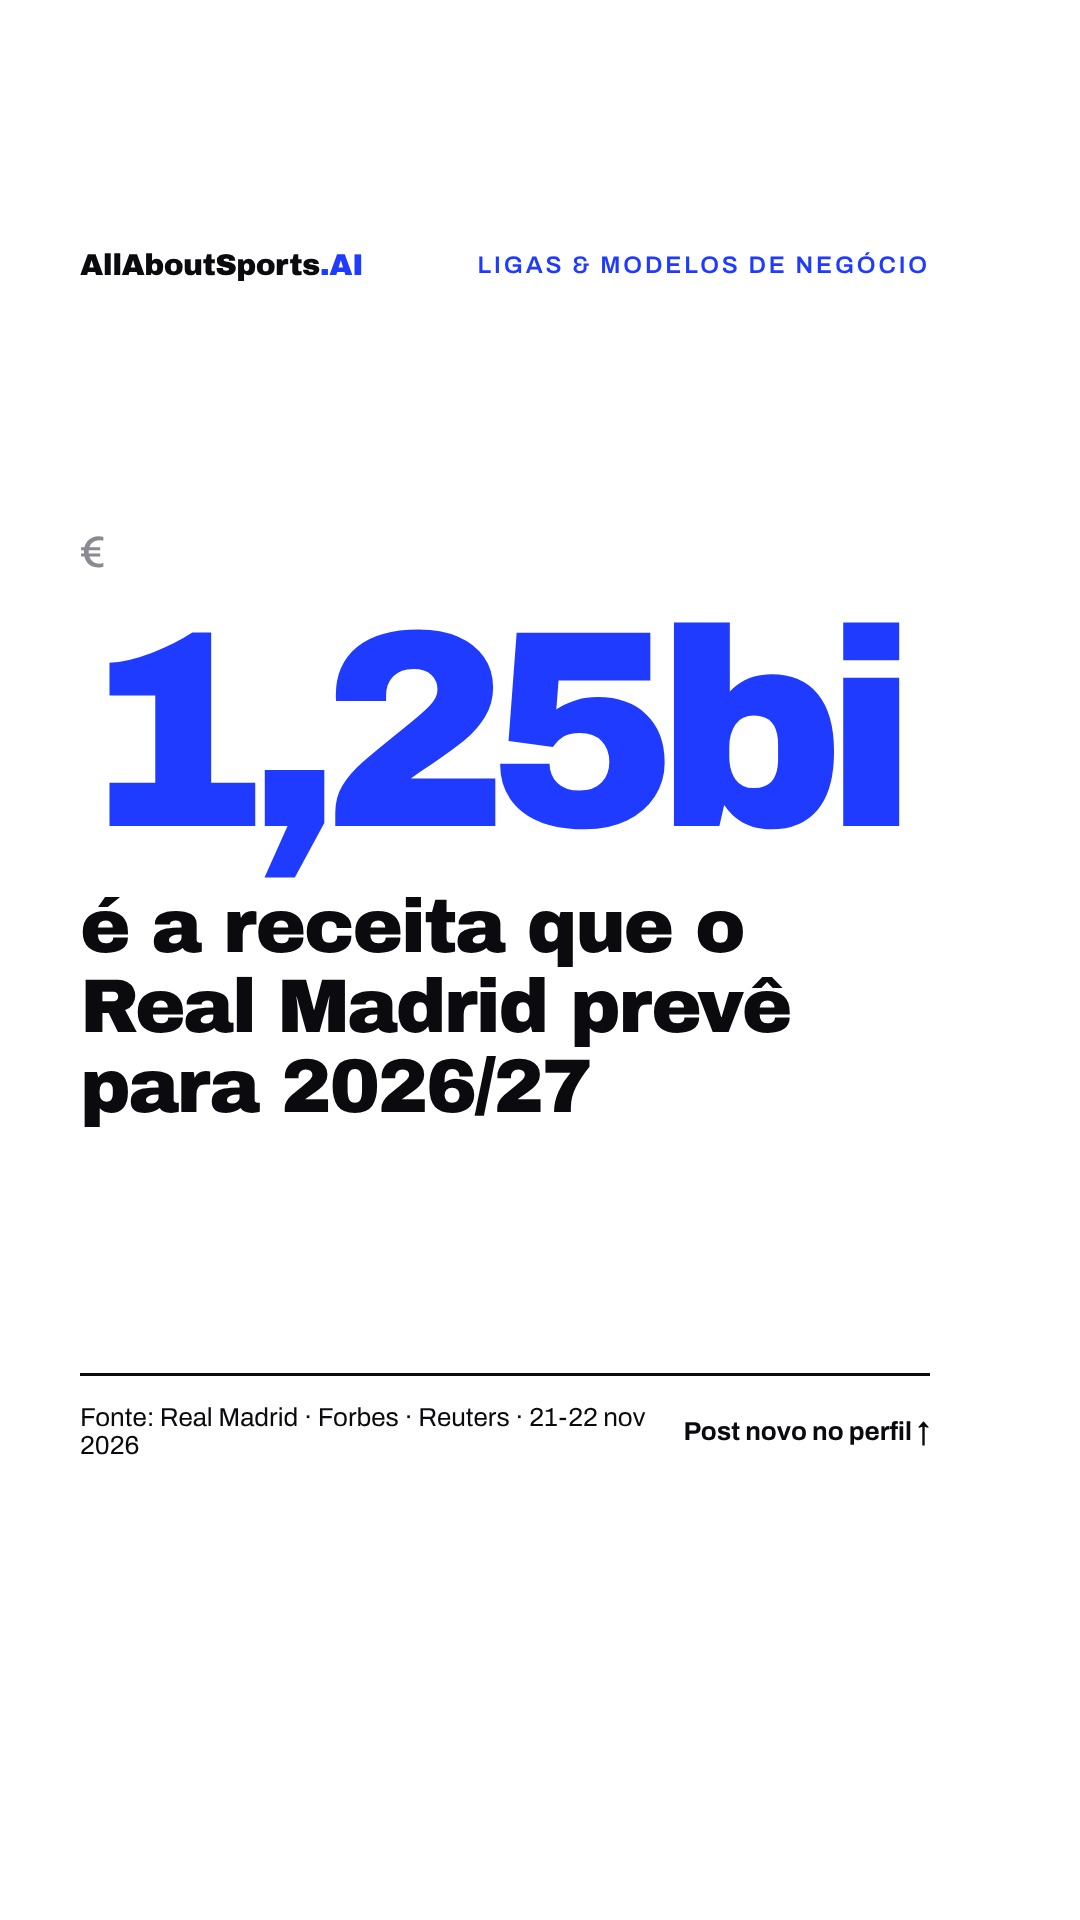 AllAboutSports.AI
LIGAS & MODELOS DE NEGÓCIO
€
1,25bi
é a receita que o
Real Madrid prevê
para 2026/27
Fonte: Real Madrid · Forbes · Reuters · 21-22 nov
2026
Post novo no perfil ↑